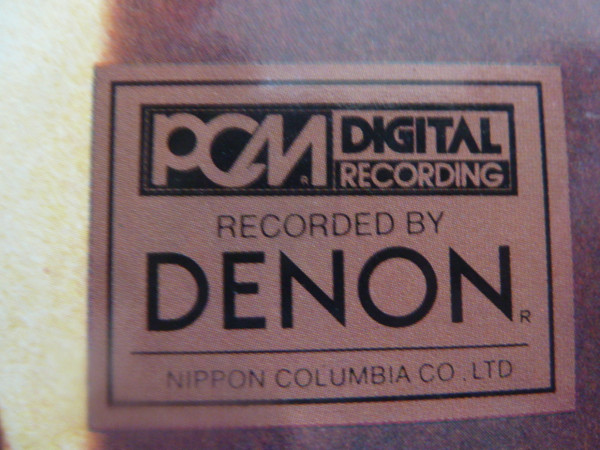 PCM® DIGITAL
RECORDING
RECORDED BY
DENON®
NIPPON COLUMBIA CO. LTD